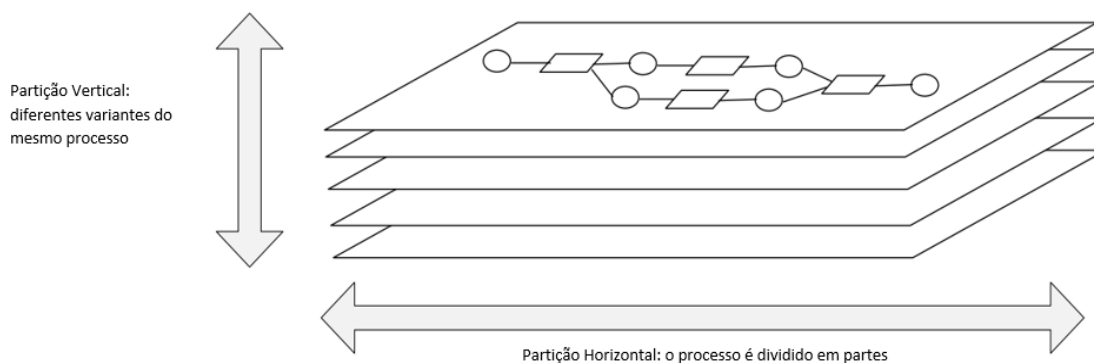 Partição Vertical:
diferentes variantes do
mesmo processo
Partição Horizontal: o processo é dividido em partes